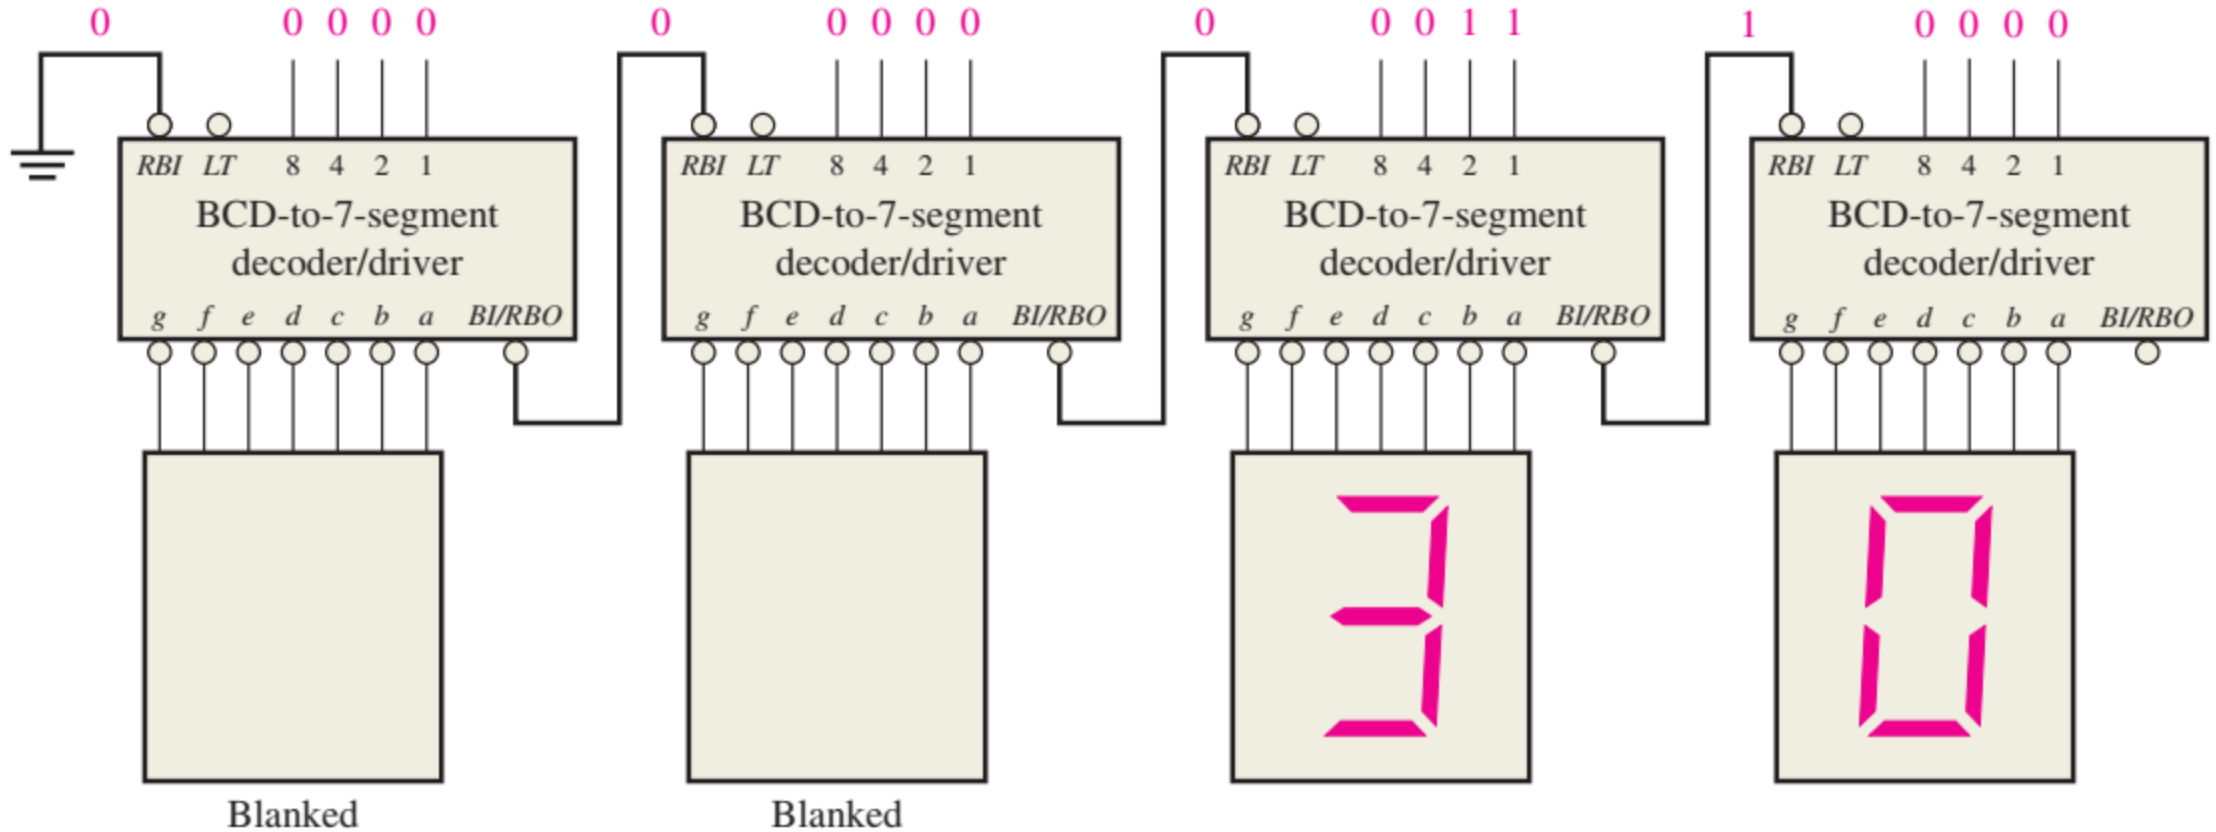 0 0 0 0 0 0 0 0 0 0 0 0 0 1 1 1 0 0 0 0
RBI LT 8 4 2 1 RBI LT 8 4 2 1 RBI LT 8 4 2 1 RBI LT 8 4 2 1
BCD-to-7-segment BCD-to-7-segment BCD-to-7-segment BCD-to-7-segment
decoder/driver decoder/driver decoder/driver decoder/driver
g f e d c b a BI/RBO g f e d c b a BI/RBO g f e d c b a BI/RBO g f e d c b a BI/RBO
3 0
Blanked Blanked